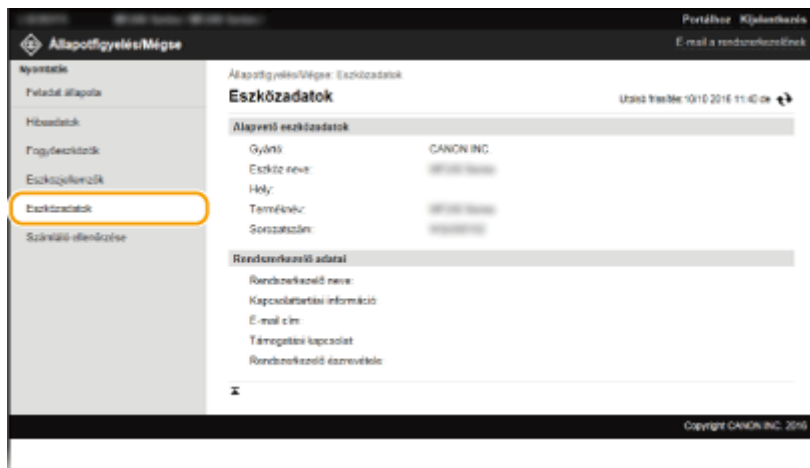 Portálhoz Kijelentkezés
Állapotfigyelés/Mégse
E-mail a rendszerkezelőnek
Nyomtatás
Feladat állapota
Hibaadatok
Fogyóeszközök
Eszközjellemzők
Eszközadatok
Számláló ellenőrzése
Állapotfigyelés/Mégse: Eszközadatok
Eszközadatok
Utolsó frissítés: 10/10 2016 11:40 de.
Alapvető eszközadatok
Gyártó: CANON INC.
Eszköz neve:
Hely:
Terméknév:
Sorozatszám:
Rendszerkezelő adatai
Rendszerkezelő neve:
Kapcsolattartási információ:
E-mail cím:
Támogatási kapcsolat:
Rendszerkezelő észrevétele:
Copyright CANON INC. 2016